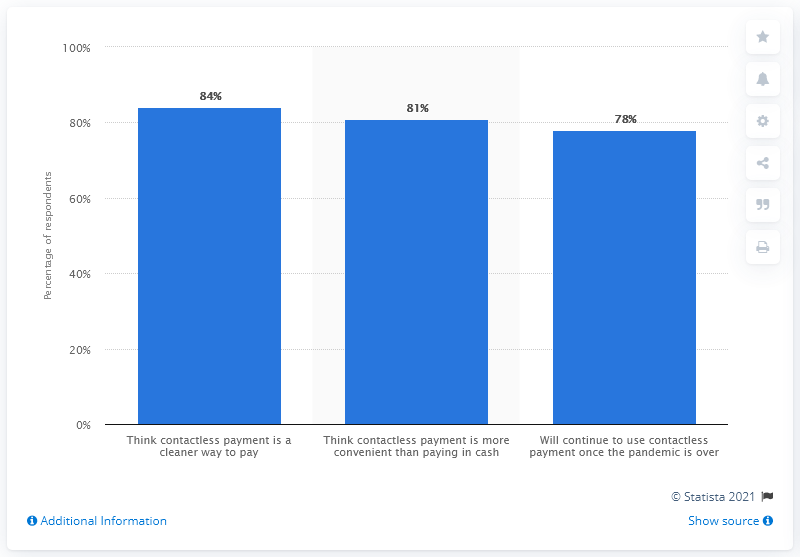 100%
80%
60%
40%
20%
0%
Percentage of respondents
84%
81%
78%
Think contactless payment is a
cleaner way to pay
Think contactless payment is more
convenient than paying in cash
Will continue to use contactless
payment once the pandemic is over
© Statista 2021
Additional Information
Show source